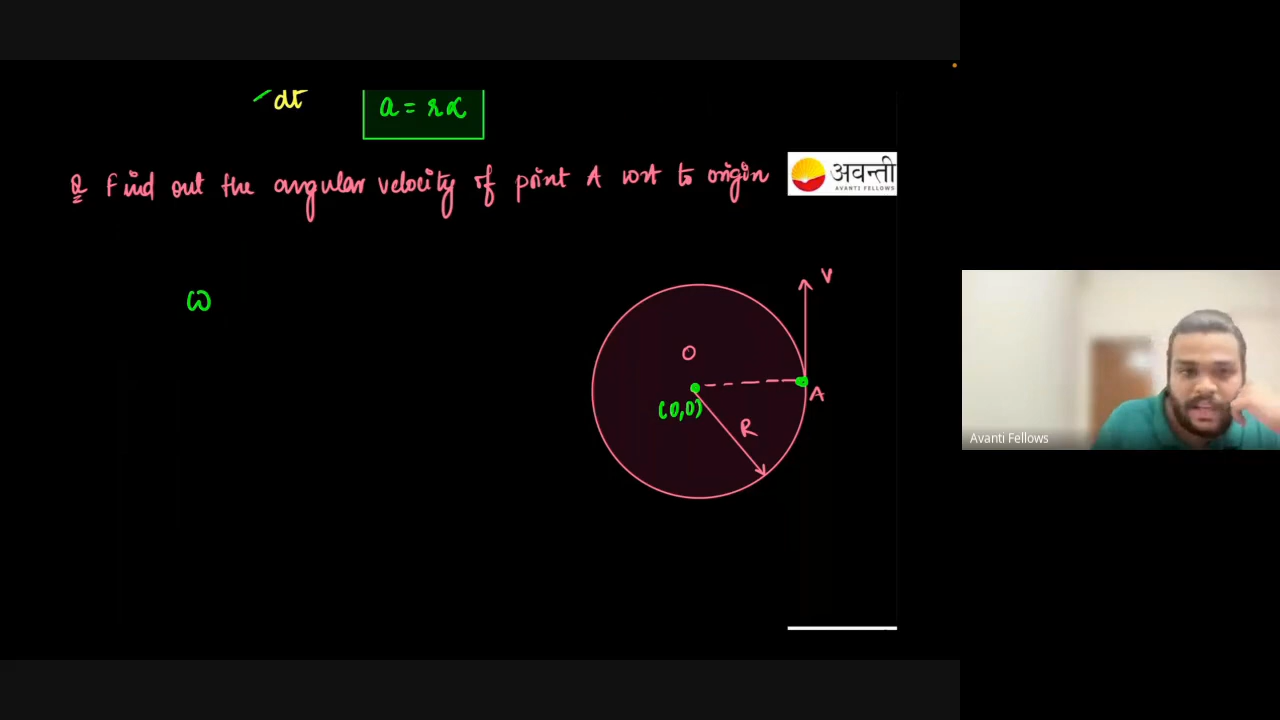 dt
a = rα
Q Find out the angular velocity of point A wrt to origin
अवन्ती
AVANTI FELLOWS
V
ω
O
A
(0,0)
R
Avanti Fellows